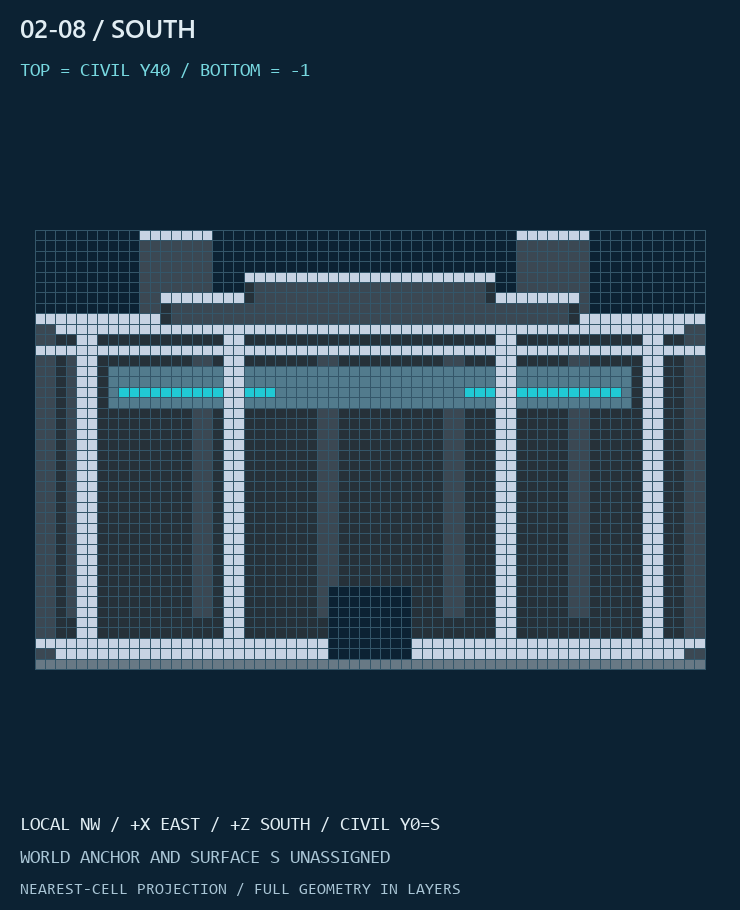 02-08 / SOUTH
TOP = CIVIL Y40 / BOTTOM = -1
LOCAL NW / +X EAST / +Z SOUTH / CIVIL Y0=S
WORLD ANCHOR AND SURFACE S UNASSIGNED
NEAREST-CELL PROJECTION / FULL GEOMETRY IN LAYERS